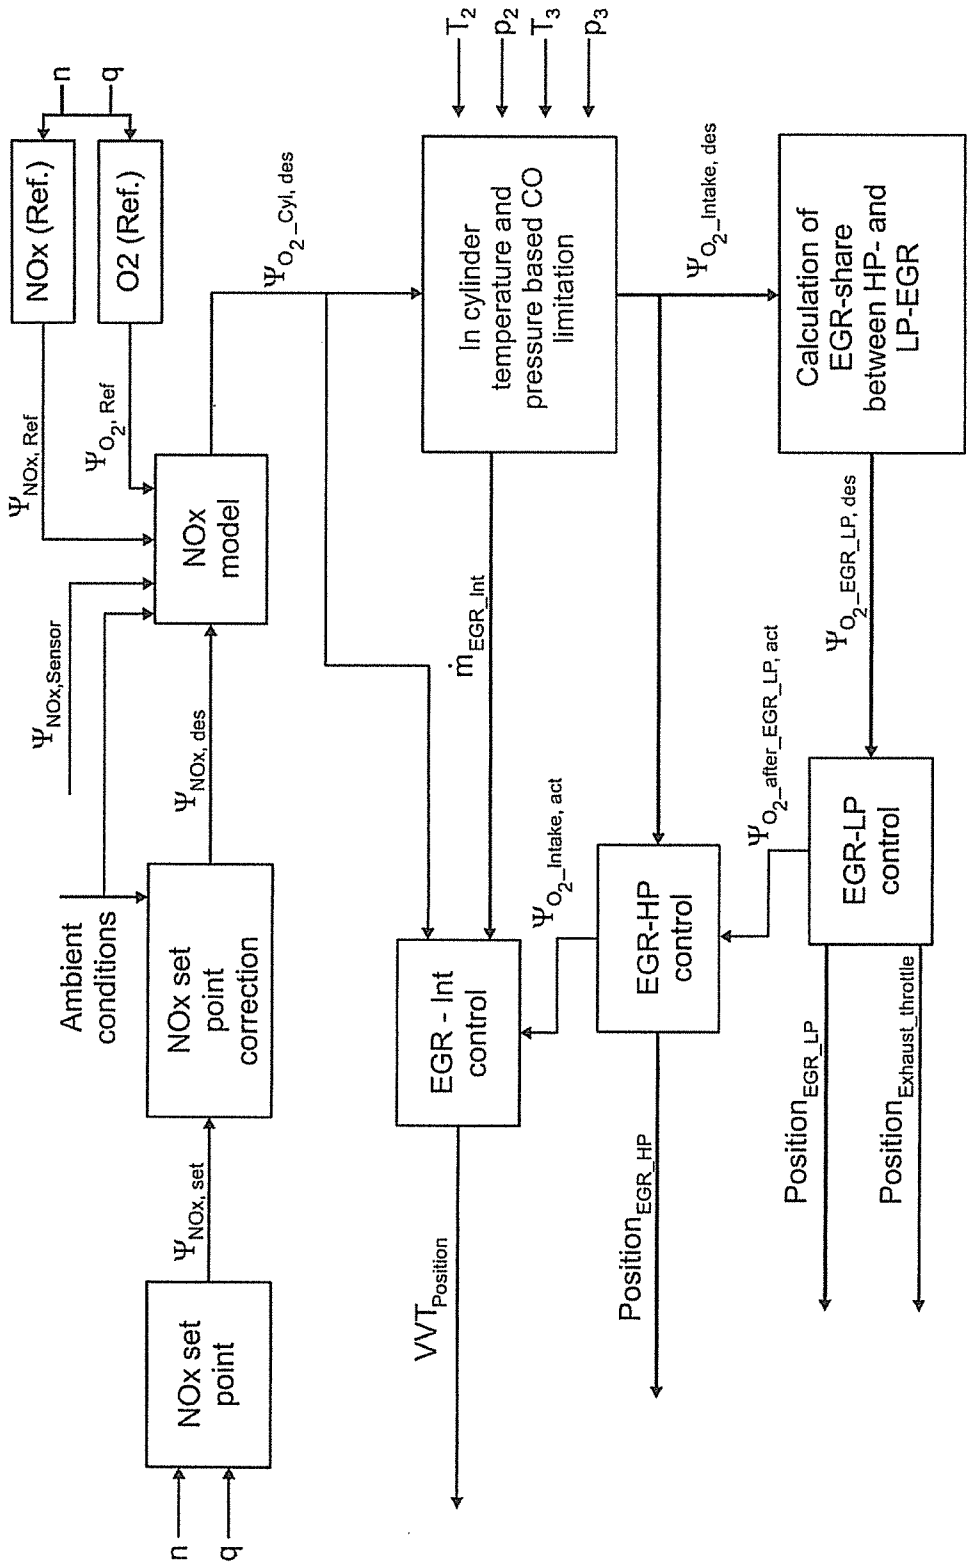 n
q
NOx set
point
Ψ_NOx, set
Ambient
conditions
NOx set
point
correction
Ψ_NOx, des
Ψ_NOx,Sensor
Ψ_NOx, Ref
Ψ_O₂, Ref
NOx
model
NOx (Ref.)
O2 (Ref.)
n
q
Ψ_O₂_Cyl, des
VVT_Position
EGR - Int
control
ṁ_EGR_Int
In cylinder
temperature and
pressure based CO
limitation
T₂
p₂
T₃
p₃
Ψ_O₂_Intake, act
Position_EGR_HP
EGR-HP
control
Ψ_O₂_Intake, des
Ψ_O₂_after_EGR_LP, act
Position_EGR_LP
Position_Exhaust_throttle
EGR-LP
control
Ψ_O₂_EGR_LP, des
Calculation of
EGR-share
between HP- and
LP-EGR